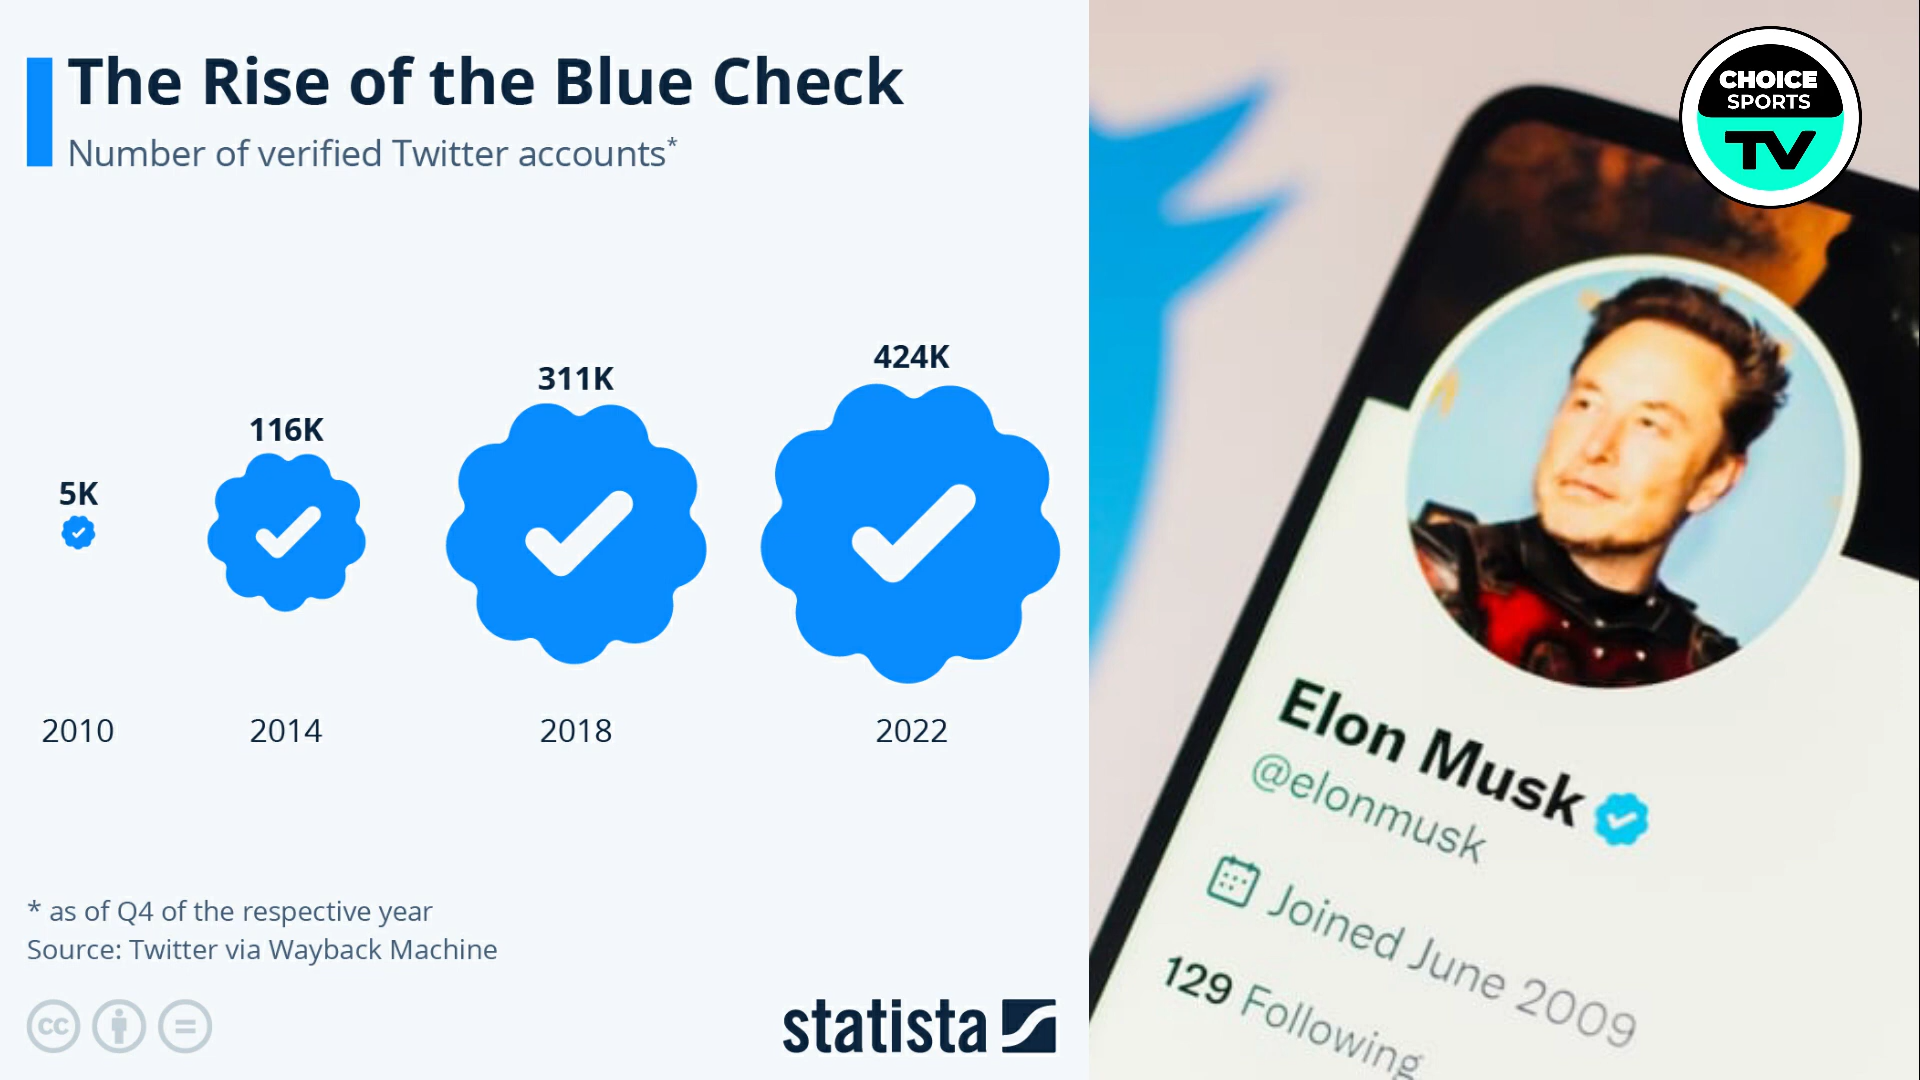 The Rise of the Blue Check
Number of verified Twitter accounts*
5K
116K
311K
424K
2010
2014
2018
2022
* as of Q4 of the respective year
Source: Twitter via Wayback Machine
cc
statista
CHOICE
SPORTS
TV
Elon Musk
@elonmusk
Joined June 2009
129 Following